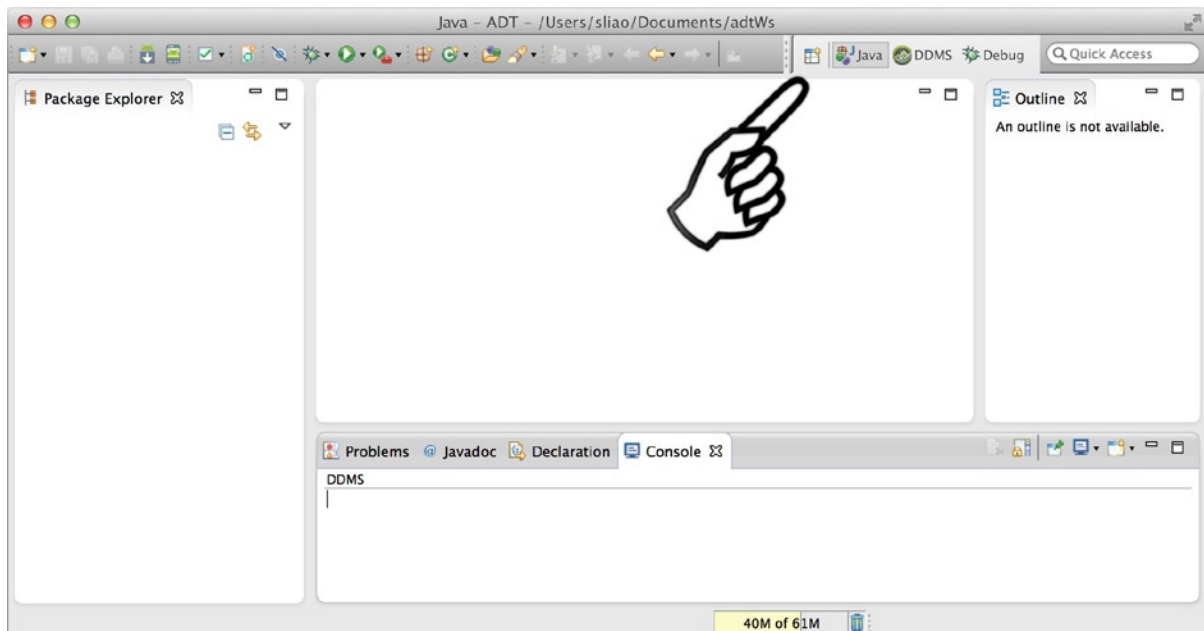 Java – ADT – /Users/sliao/Documents/adtWs
Java DDMS Debug Quick Access
Package Explorer
Outline
An outline is not available.
Problems @ Javadoc Declaration Console
DDMS
40M of 61M